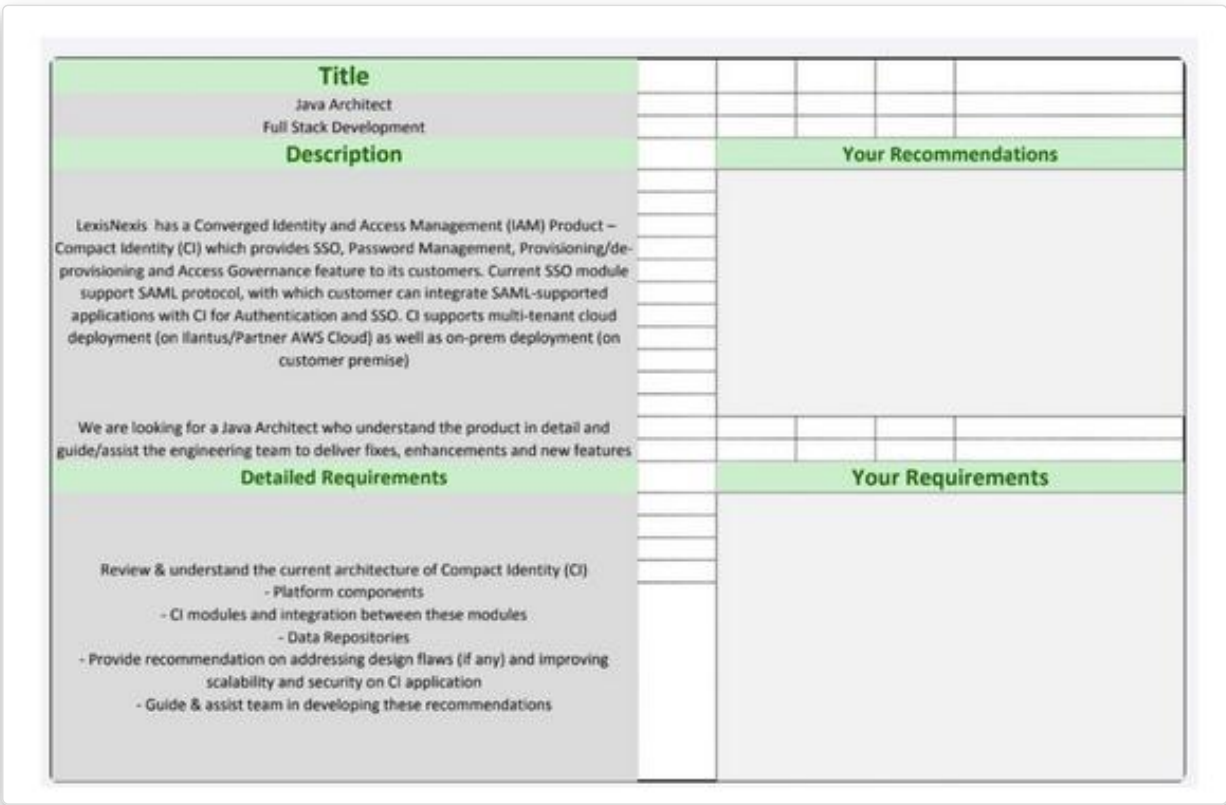 Title
Java Architect
Full Stack Development
Description
Your Recommendations
LexisNexis has a Converged Identity and Access Management (IAM) Product –
Compact Identity (CI) which provides SSO, Password Management, Provisioning/de-
provisioning and Access Governance feature to its customers. Current SSO module
support SAML protocol, with which customer can integrate SAML-supported
applications with CI for Authentication and SSO. CI supports multi-tenant cloud
deployment (on Ilantus/Partner AWS Cloud) as well as on-prem deployment (on
customer premise)
We are looking for a Java Architect who understand the product in detail and
guide/assist the engineering team to deliver fixes, enhancements and new features
Detailed Requirements
Your Requirements
Review & understand the current architecture of Compact Identity (CI)
- Platform components
- CI modules and integration between these modules
- Data Repositories
- Provide recommendation on addressing design flaws (if any) and improving
scalability and security on CI application
- Guide & assist team in developing these recommendations